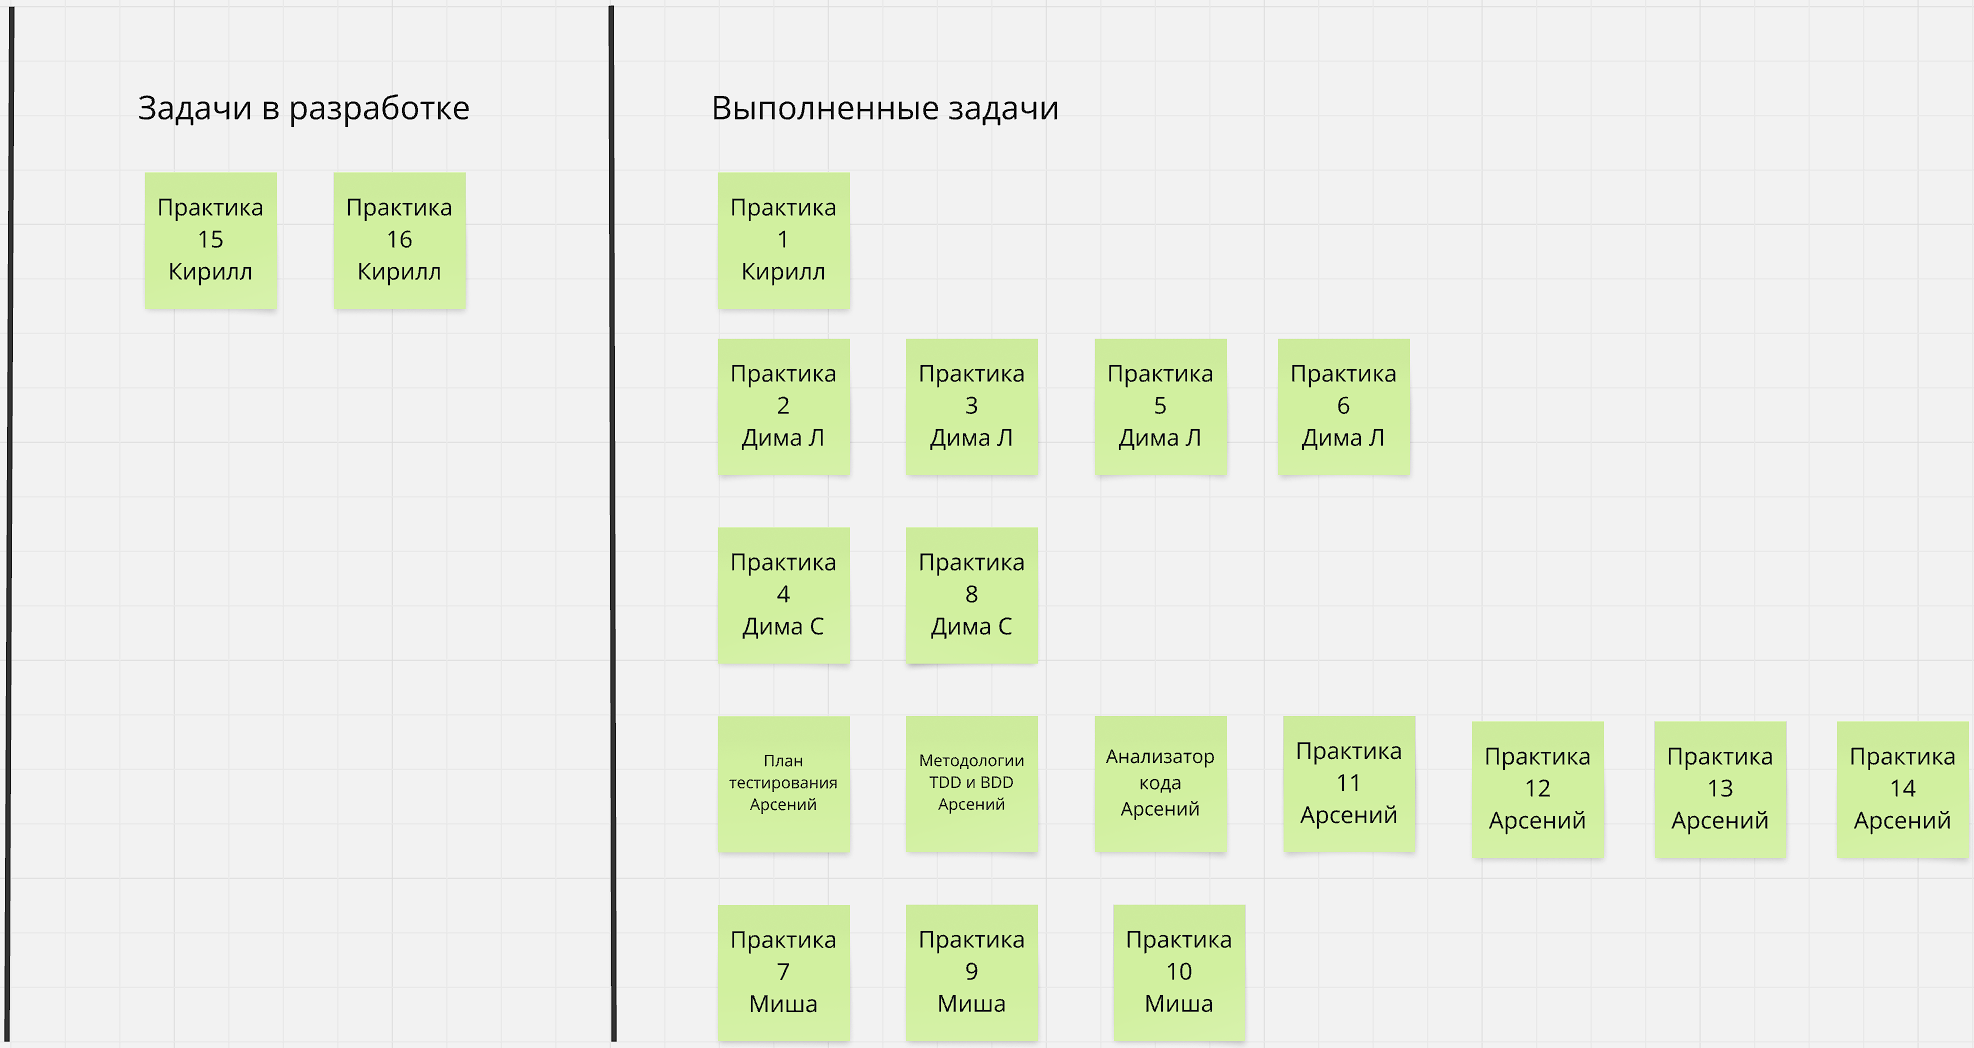 Задачи в разработке
Выполненные задачи
Практика
15
Кирилл
Практика
16
Кирилл
Практика
1
Кирилл
Практика
2
Дима Л
Практика
3
Дима Л
Практика
5
Дима Л
Практика
6
Дима Л
Практика
4
Дима С
Практика
8
Дима С
План
тестирования
Арсений
Методологии
TDD и BDD
Арсений
Анализатор
кода
Арсений
Практика
11
Арсений
Практика
12
Арсений
Практика
13
Арсений
Практика
14
Арсений
Практика
7
Миша
Практика
9
Миша
Практика
10
Миша